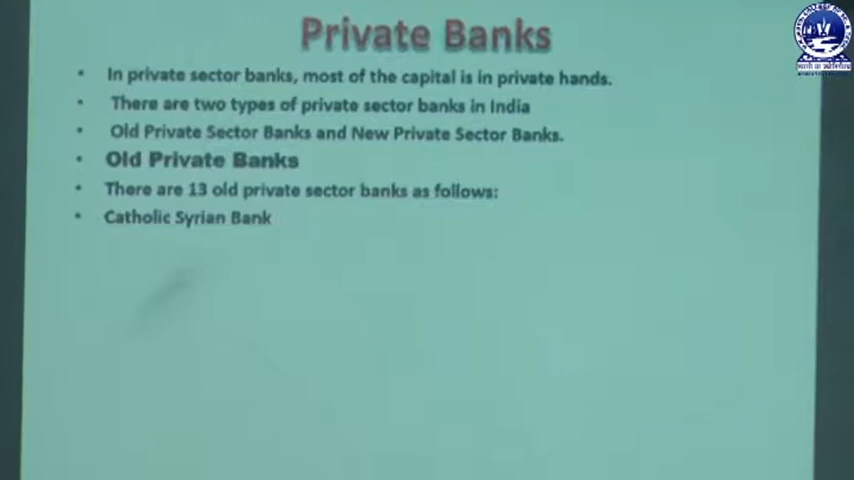 Private Banks
• In private sector banks, most of the capital is in private hands.
• There are two types of private sector banks in India
• Old Private Sector Banks and New Private Sector Banks.
• Old Private Banks
• There are 13 old private sector banks as follows:
• Catholic Syrian Bank